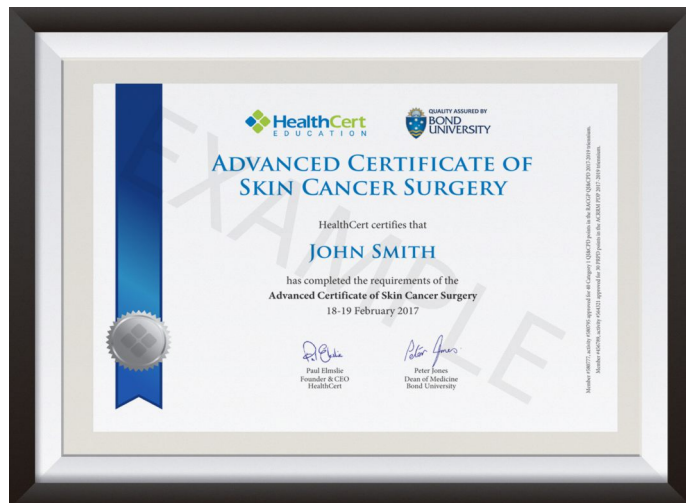 HealthCert
EDUCATION
QUALITY ASSURED BY
BOND
UNIVERSITY
ADVANCED CERTIFICATE OF
SKIN CANCER SURGERY
HealthCert certifies that
JOHN SMITH
has completed the requirements of the
Advanced Certificate of Skin Cancer Surgery
18-19 February 2017
Paul Elmslie
Founder & CEO
HealthCert
Peter Jones
Dean of Medicine
Bond University
EXAMPLE